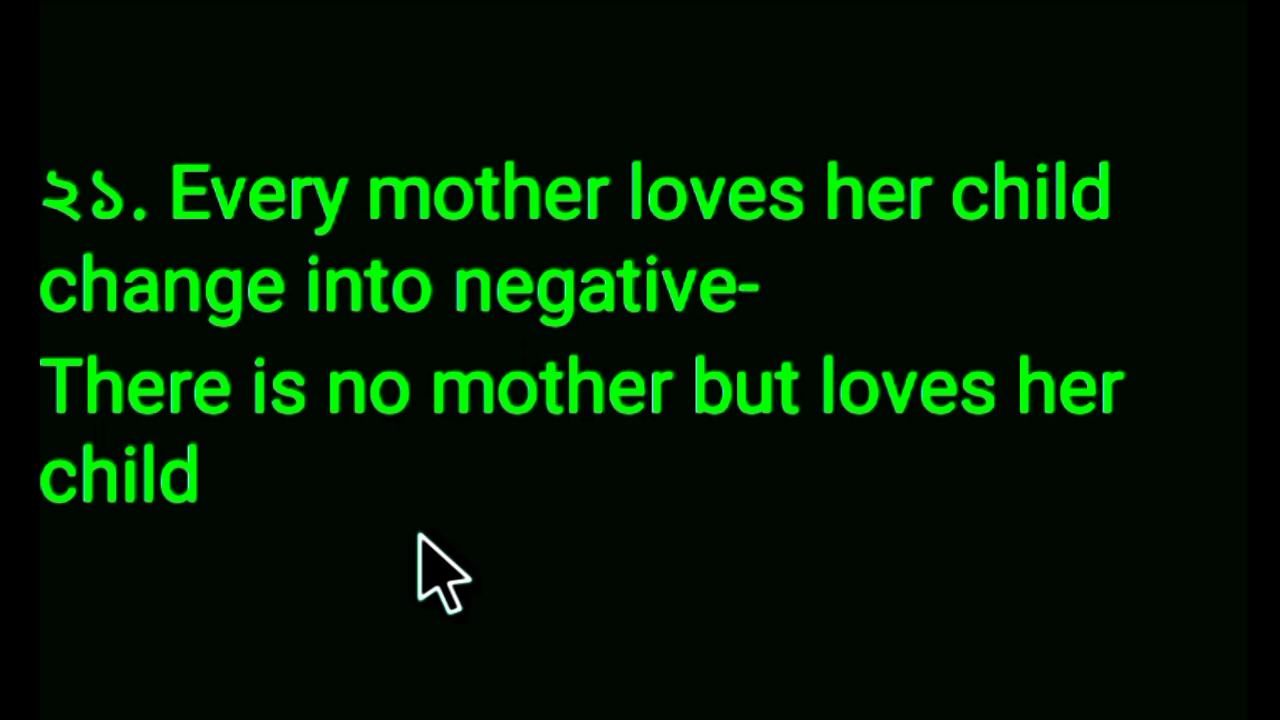 ২১. Every mother loves her child
change into negative-
There is no mother but loves her
child